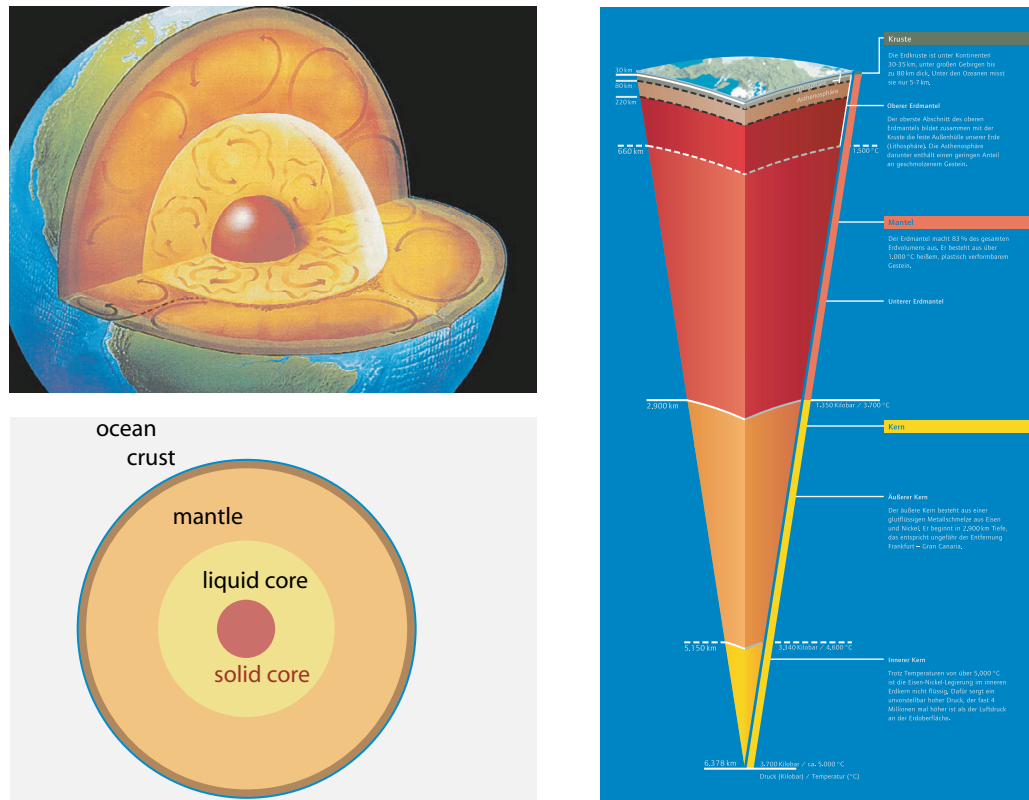 ocean
crust
mantle
liquid core
solid core
30 km
80 km
220 km
660 km
2.900 km
5.150 km
6.378 km
Asthenosphäre
1.500 °C
1.350 Kilobar / 3.700 °C
3.340 Kilobar / 4.600 °C
3.700 Kilobar / ca. 5.000 °C
Druck (Kilobar) / Temperatur (°C)
Kruste
Die Erdkruste ist unter Kontinenten
30-35 km, unter großen Gebirgen bis
zu 80 km dick. Unter den Ozeanen misst
sie nur 5-7 km.
Oberer Erdmantel
Der oberste Abschnitt des oberen
Erdmantels bildet zusammen mit der
Kruste die feste Außenhülle unserer Erde
(Lithosphäre). Die Asthenosphäre
darunter enthält einen geringen Anteil
an geschmolzenem Gestein.
Mantel
Der Erdmantel macht 83 % des gesamten
Erdvolumens aus. Er besteht aus über
1.000 °C heißem, plastisch verformbarem
Gestein.
Unterer Erdmantel
Kern
Äußerer Kern
Der äußere Kern besteht aus einer
glutflüssigen Metallschmelze aus Eisen
und Nickel. Er beginnt in 2.900 km Tiefe,
das entspricht ungefähr der Entfernung
Frankfurt – Gran Canaria.
Innerer Kern
Trotz Temperaturen von über 5.000 °C
ist die Eisen-Nickel-Legierung im inneren
Erdkern nicht flüssig. Dafür sorgt ein
unvorstellbar hoher Druck, der fast 4
Millionen mal höher ist als der Luftdruck
an der Erdoberfläche.